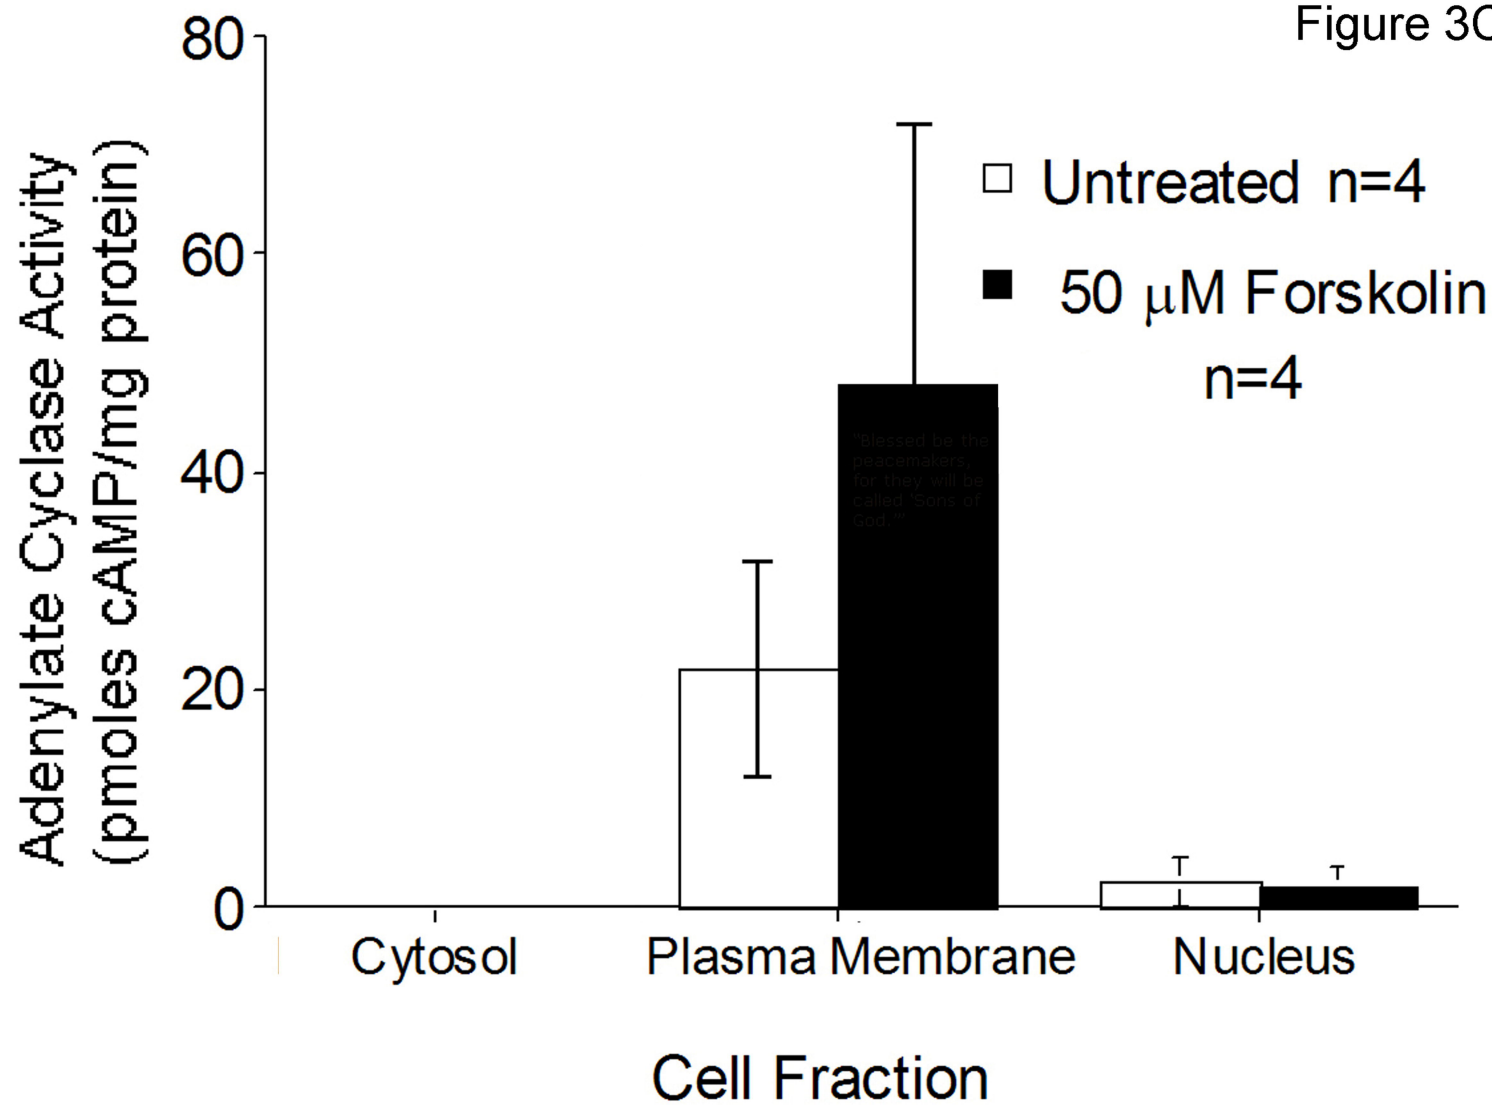 Figure 3C
80
60
40
20
0
Adenylate Cyclase Activity
(pmoles cAMP/mg protein)
Untreated n=4
50 μM Forskolin
n=4
"Blessed be the
peacemakers,
for they will be
called 'Sons of
God.'"
Cytosol
Plasma Membrane
Nucleus
Cell Fraction